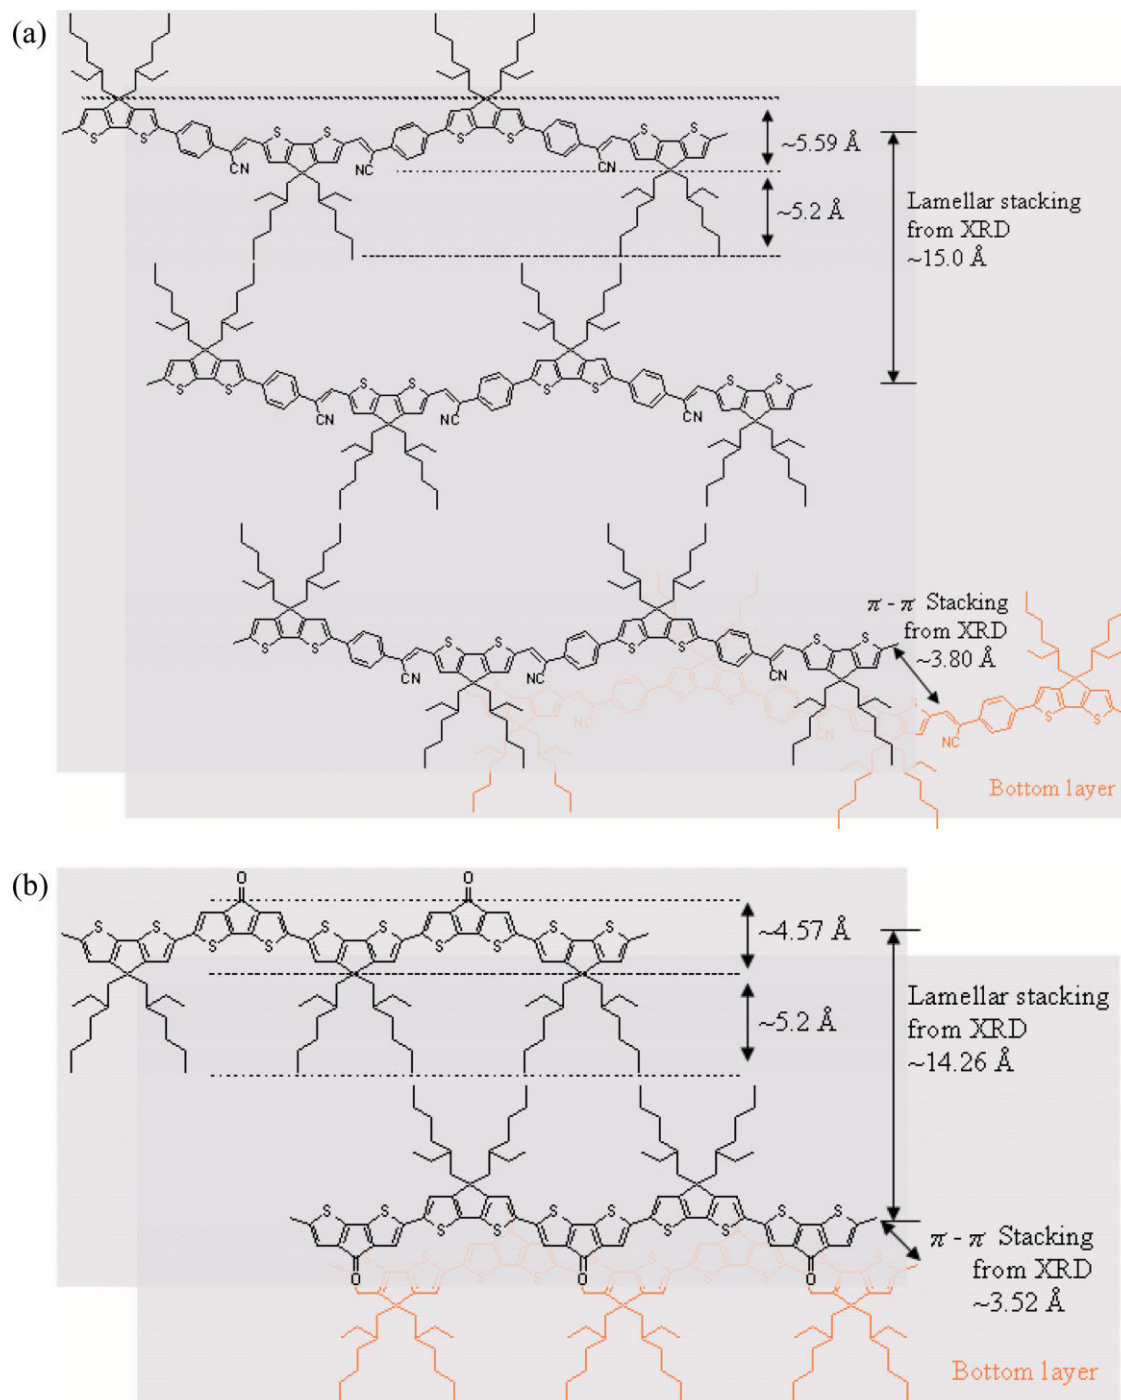 (a)
S S S S S S S S
CN NC CN
~5.59 Å
~5.2 Å
Lamellar stacking
from XRD
~15.0 Å
S S S S S S S S
CN NC CN
S S S S S S S S
CN NC CN
π - π Stacking
from XRD
~3.80 Å
S S S S S S S S
NC CN NC
Bottom layer
(b)
O O
S S S S S S S S S S
~4.57 Å
~5.2 Å
Lamellar stacking
from XRD
~14.26 Å
S S S S S S S S S S
O O O
π - π Stacking
from XRD
~3.52 Å
Bottom layer